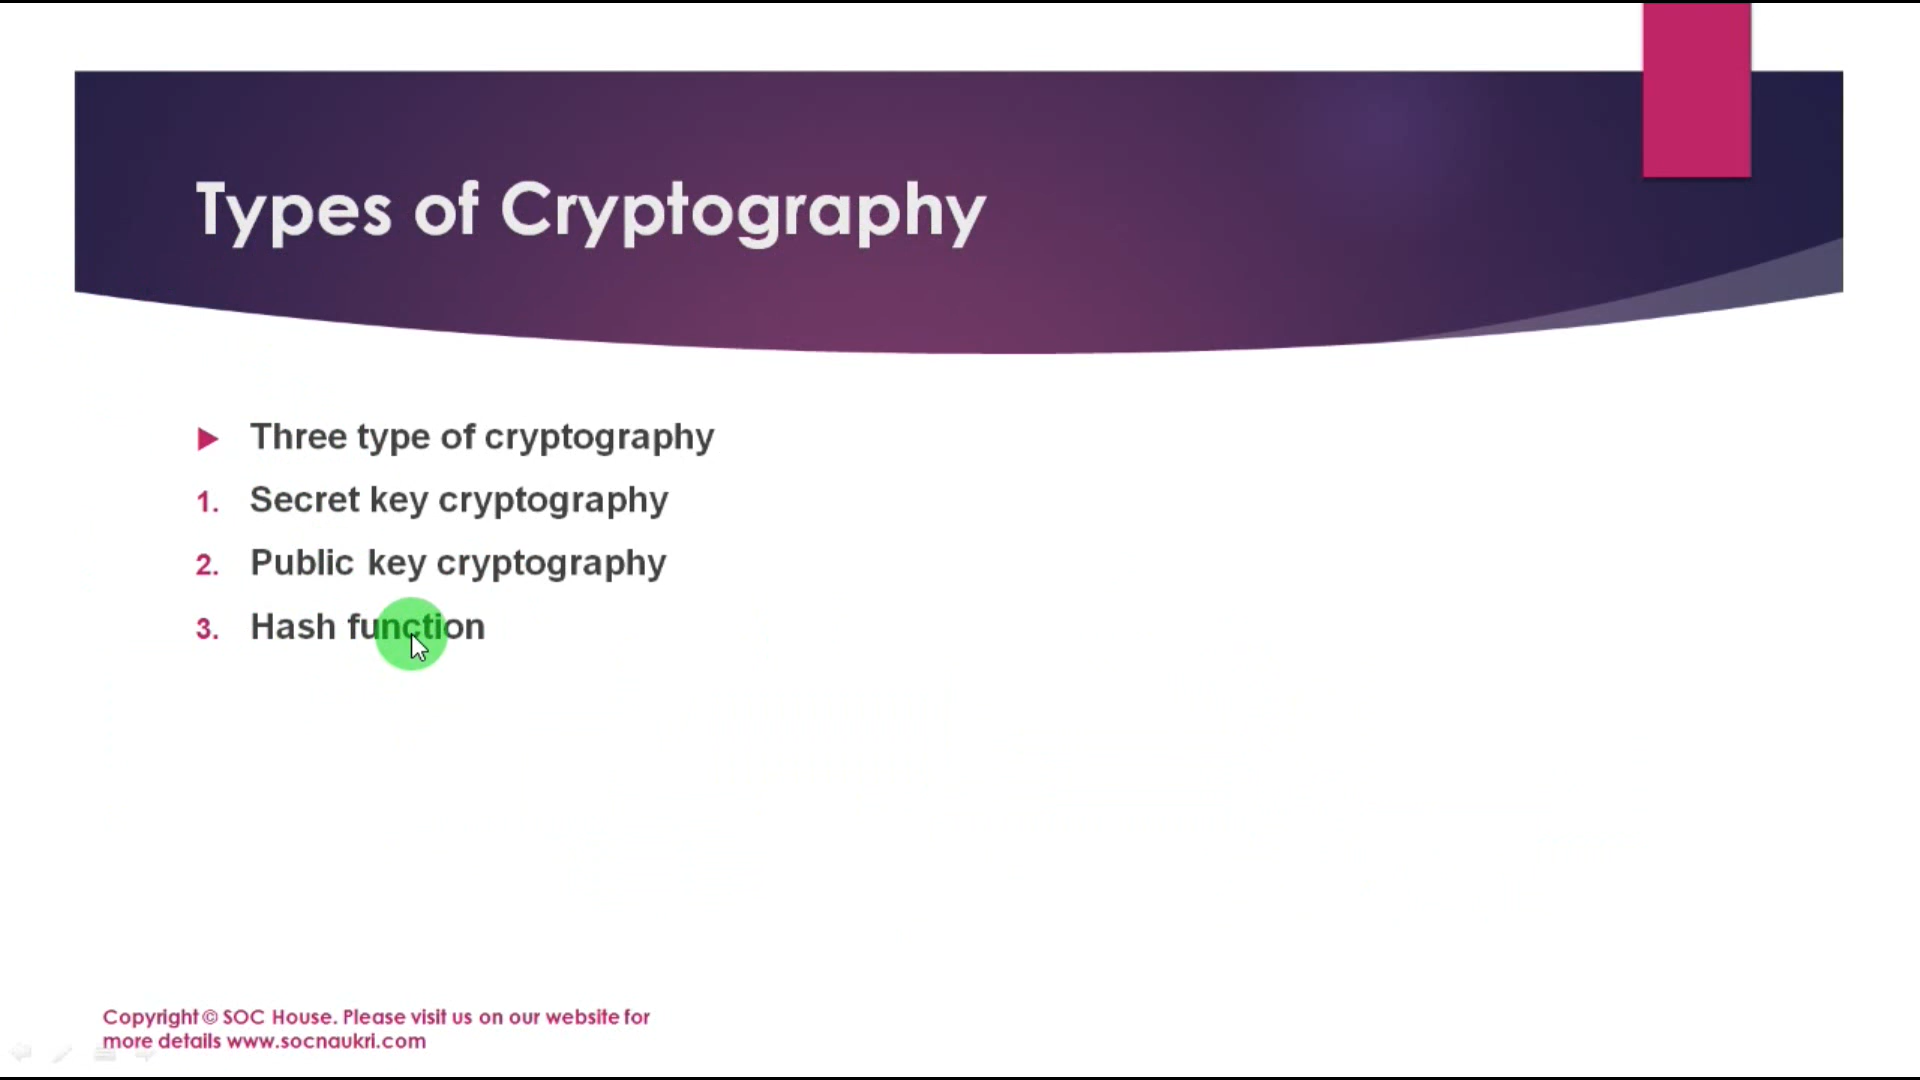 Types of Cryptography
Three type of cryptography
1. Secret key cryptography
2. Public key cryptography
3. Hash function
Copyright © SOC House. Please visit us on our website for
more details www.socnaukri.com